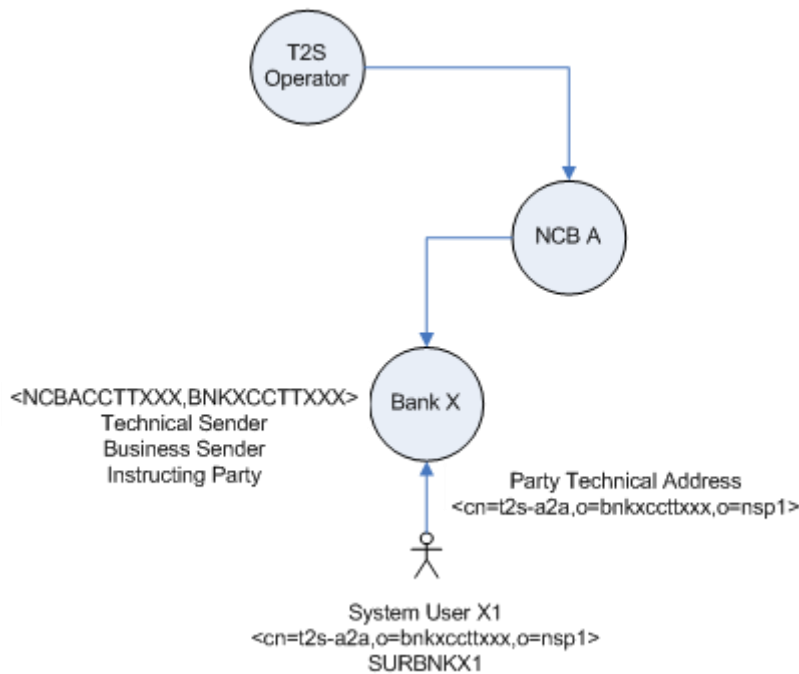 T2S
Operator
NCB A
Bank X
<NCBACCTTXXX,BNKXCCTTXXX>
Technical Sender
Business Sender
Instructing Party
Party Technical Address
<cn=t2s-a2a,o=bnkxccttxxx,o=nsp1>
System User X1
<cn=t2s-a2a,o=bnkxccttxxx,o=nsp1>
SURBNKX1